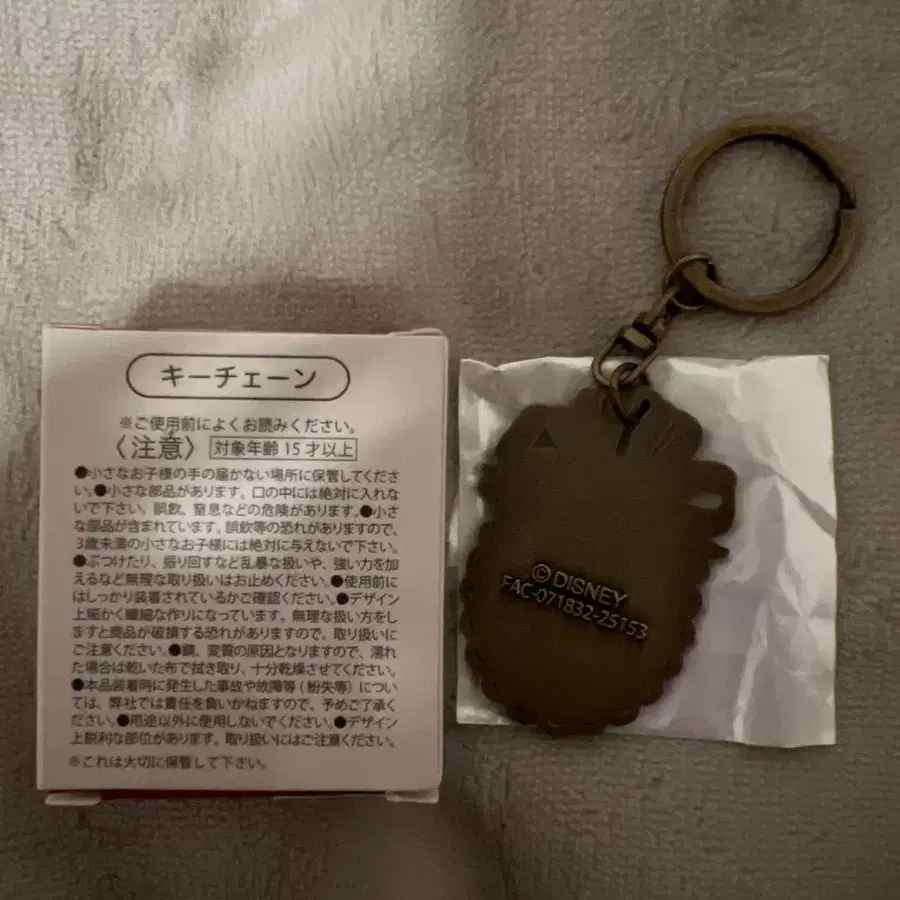 キーチェーン
※ご使用前によくお読みください。
〈注意〉 対象年齢 15才以上
●小さなお子様の手の届かない場所に保管してくださ
い。●小さな部品があります。口の中には絶対に入れな
いで下さい。誤飲、窒息などの危険があります。●小さ
な部品が含まれています。誤飲等の恐れがありますので、
3歳未満の小さなお子様には絶対に与えないで下さい。
●ぶつけたり、振り回すなど乱暴な扱いや、強い力を加
えるなど無理な取り扱いはお止めください。●使用前に
はしっかり装着されているかご確認ください。●デザイン
上細かく繊細な作りになっています。無理な扱い方をし
ますと商品が破損する恐れがありますので、取り扱いに
ご注意ください。●錆、変質の原因となりますので、濡れ
た場合は乾いた布で拭き取り、十分乾燥させてください。
●本品装着時に発生した事故や故障等(紛失等)につい
ては、弊社では責任を負いかねますので、予めご了承く
ださい。●用途以外に使用しないでください。●デザイン
上鋭利な部位があります。取り扱いにはご注意ください。
※これは大切に保管して下さい。
©DISNEY
FAC-071832-25153